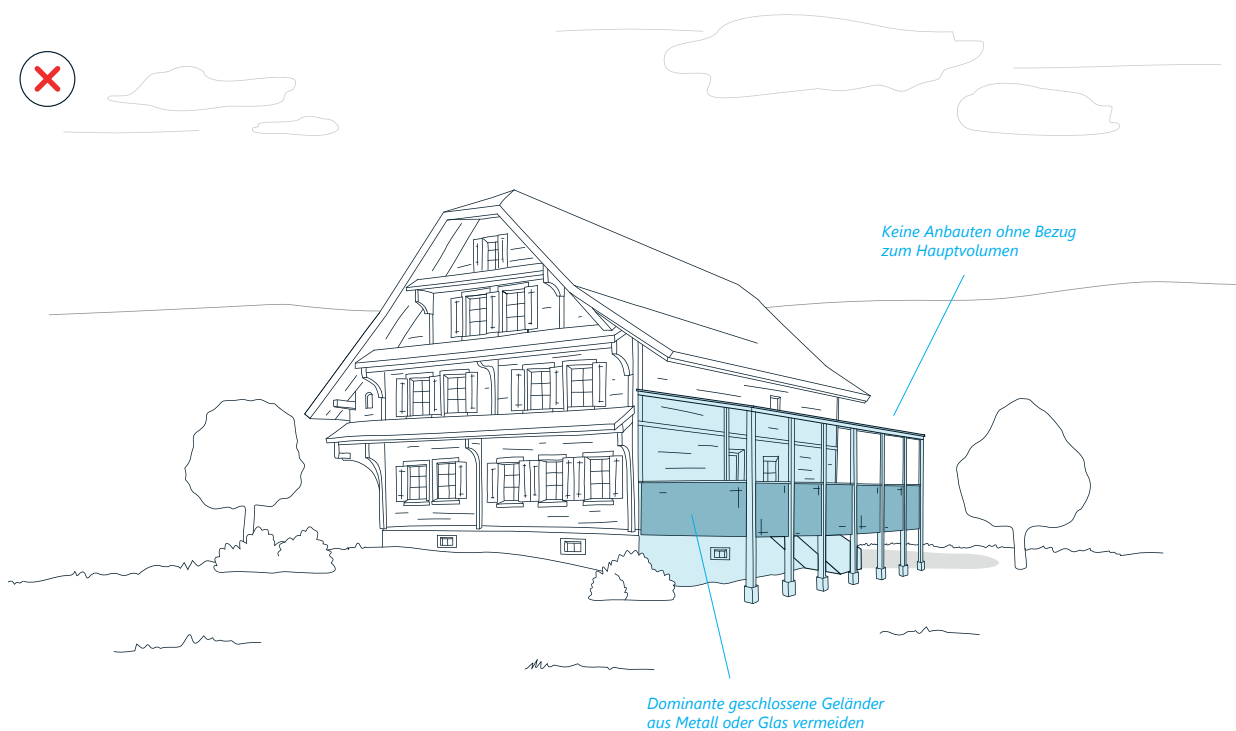 Keine Anbauten ohne Bezug
zum Hauptvolumen
Dominante geschlossene Geländer
aus Metall oder Glas vermeiden